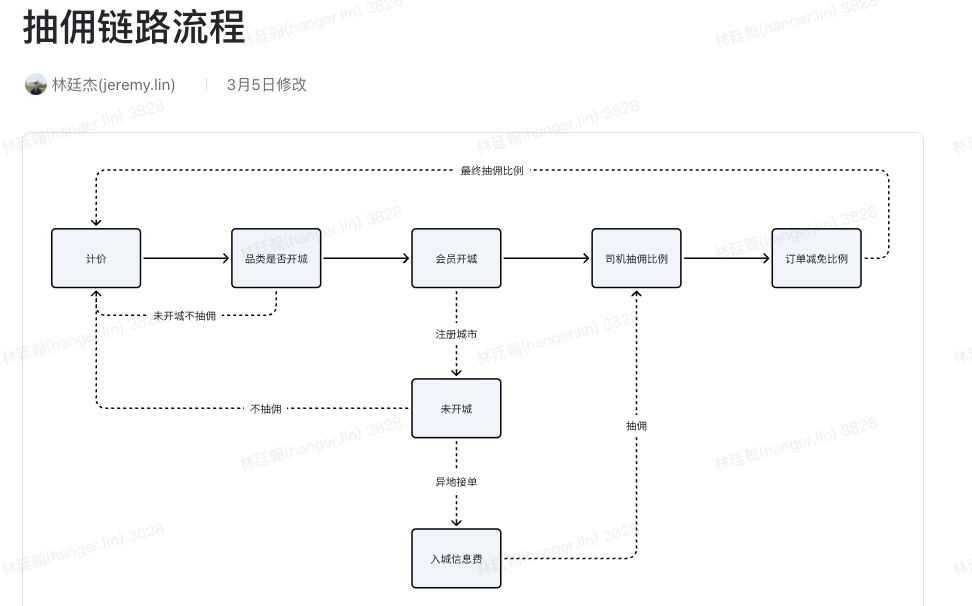 抽佣链路流程
林廷杰(jeremy.lin) 3月5日修改
最终抽佣比例
计价 品类是否开城 会员开城 司机抽佣比例 订单减免比例
未开城不抽佣
注册城市
不抽佣 未开城
抽佣
异地接单
入城信息费
林廷翰(hanger.lin) 3828